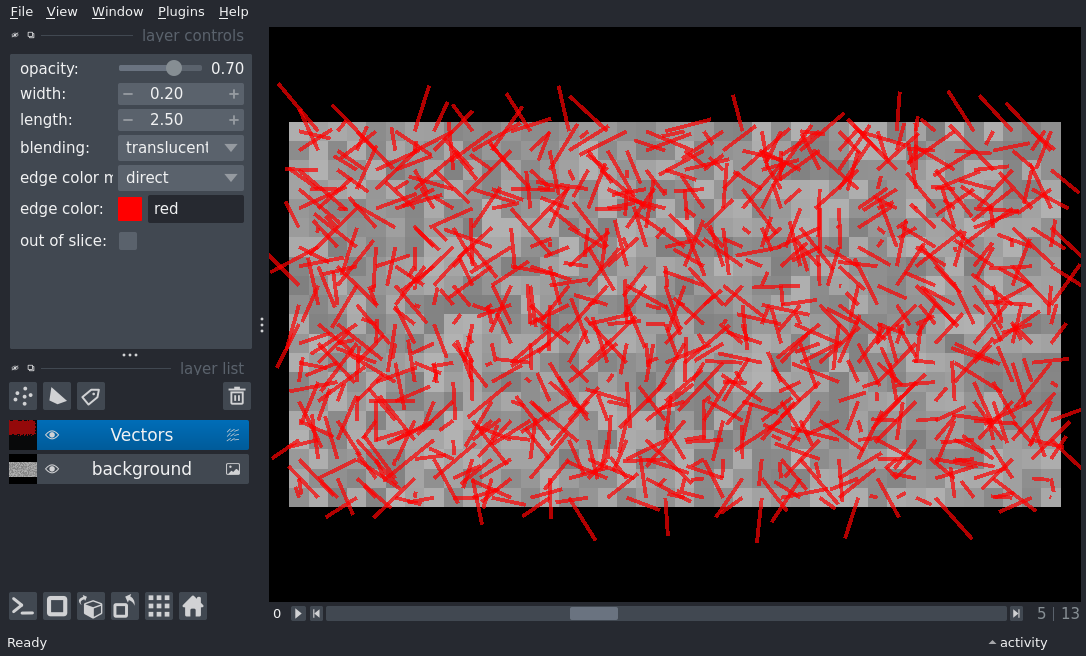 File View Window Plugins Help
layer controls
opacity: 0.70
width: 0.20
length: 2.50
blending: translucent
edge color m direct
edge color: red
out of slice:
layer list
Vectors
background
0 5 13
Ready activity